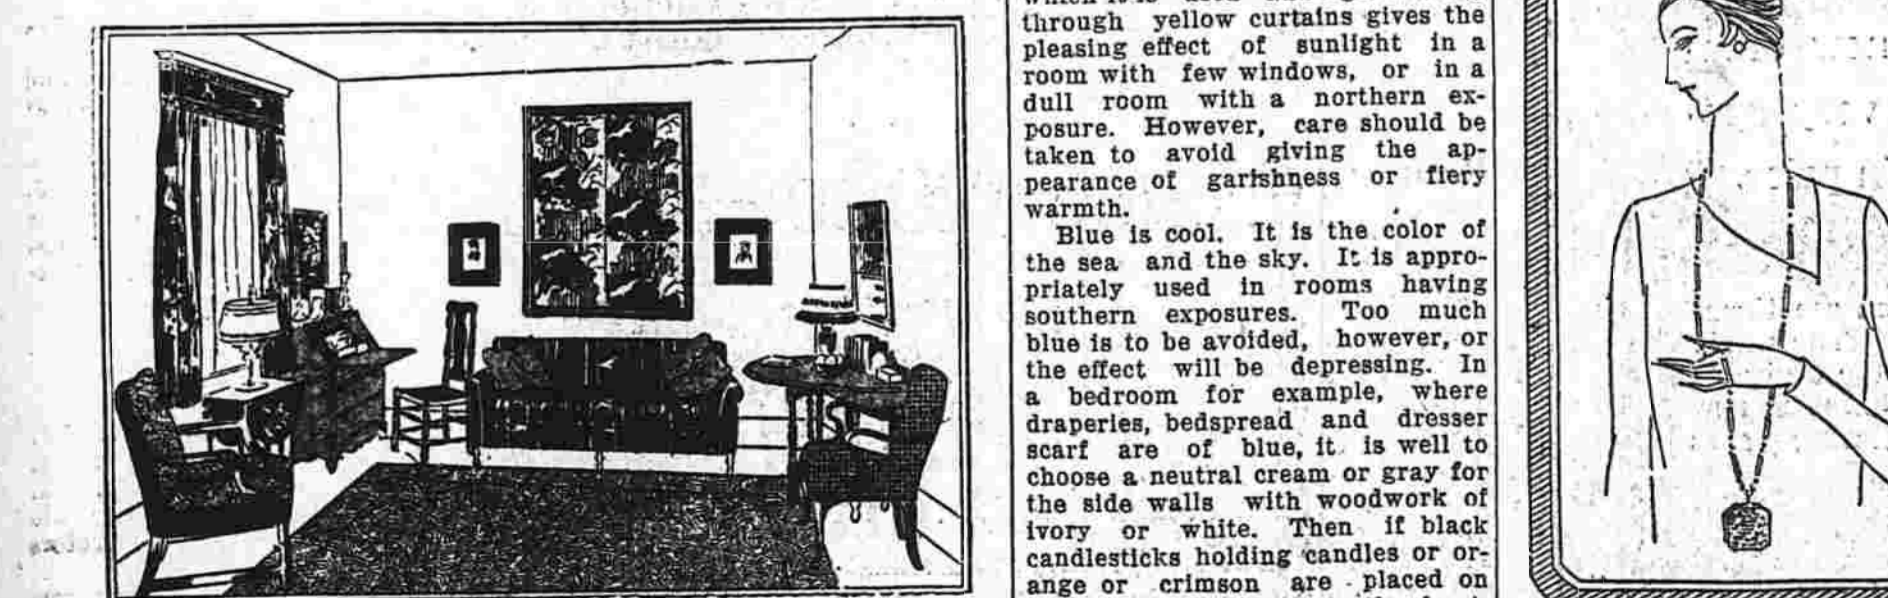 through yellow curtains gives the
pleasing effect of sunlight in a
room with few windows, or in a
dull room with a northern ex-
posure. However, care should be
taken to avoid giving the ap-
pearance of garishness or fiery
warmth.
Blue is cool. It is the color of
the sea and the sky. It is appro-
priately used in rooms having
southern exposures. Too much
blue is to be avoided, however, or
the effect will be depressing. In
a bedroom for example, where
draperies, bedspread and dresser
scarf are of blue, it is well to
choose a neutral cream or gray for
the side walls with woodwork of
ivory or white. Then if black
candlesticks holding candles or or-
ange or crimson are placed on